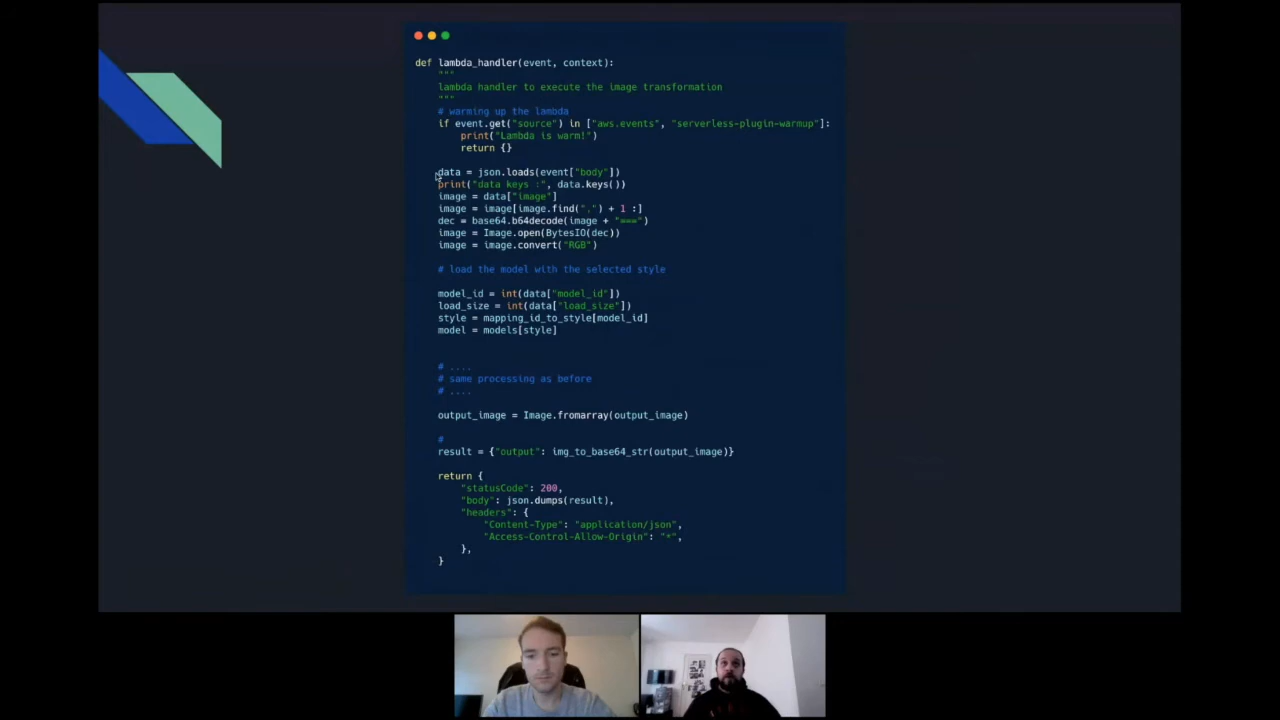 def lambda_handler(event, context):
"""
lambda handler to execute the image transformation
"""
# warming up the lambda
if event.get("source") in ["aws.events", "serverless-plugin-warmup"]:
print("Lambda is warm!")
return {}
data = json.loads(event["body"])
print("data keys :", data.keys())
image = data["image"]
image = image[image.find(",") + 1 :]
dec = base64.b64decode(image + "===")
image = Image.open(BytesIO(dec))
image = image.convert("RGB")
# load the model with the selected style
model_id = int(data["model_id"])
load_size = int(data["load_size"])
style = mapping_id_to_style[model_id]
model = models[style]
# ....
# same processing as before
# ....
output_image = Image.fromarray(output_image)
#
result = {"output": img_to_base64_str(output_image)}
return {
"statusCode": 200,
"body": json.dumps(result),
"headers": {
"Content-Type": "application/json",
"Access-Control-Allow-Origin": "*",
},
}